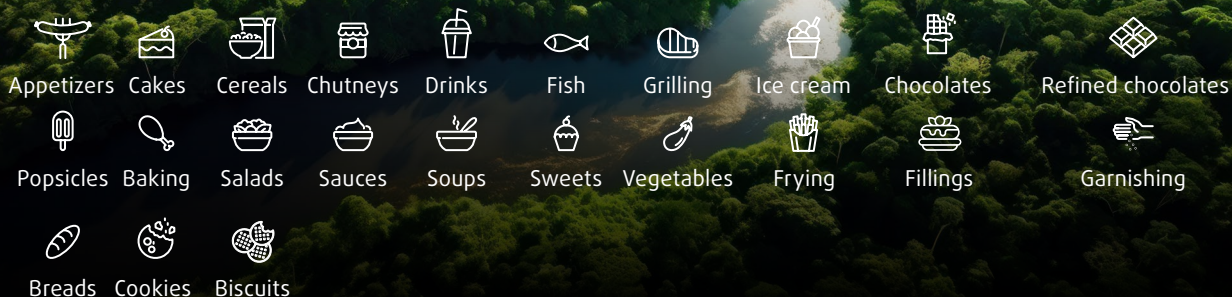 Appetizers Cakes Cereals Chutneys Drinks Fish Grilling Ice cream Chocolates Refined chocolates
Popsicles Baking Salads Sauces Soups Sweets Vegetables Frying Fillings Garnishing
Breads Cookies Biscuits